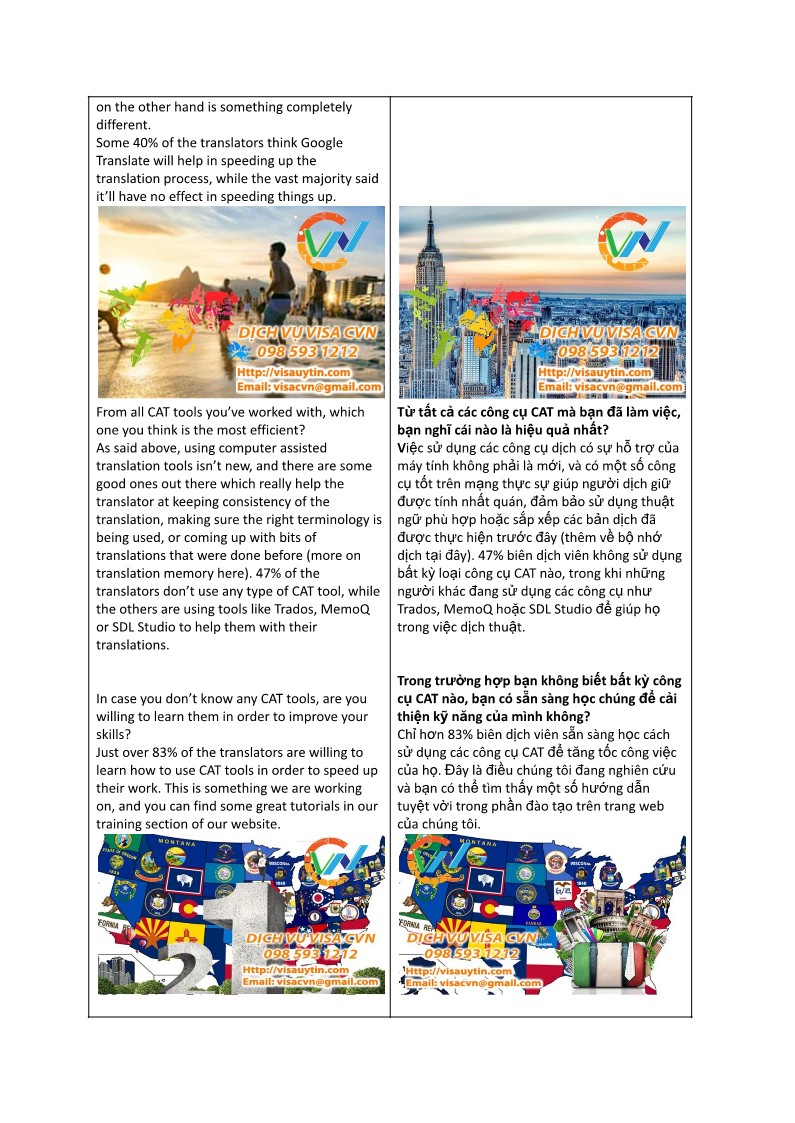 on the other hand is something completely
different.
Some 40% of the translators think Google
Translate will help in speeding up the
translation process, while the vast majority said
it’ll have no effect in speeding things up.
CVN
DỊCH VỤ VISA CVN
098 593 1212
Http://visauytin.com
Email: visacvn@gmail.com
From all CAT tools you’ve worked with, which
one you think is the most efficient?
As said above, using computer assisted
translation tools isn’t new, and there are some
good ones out there which really help the
translator at keeping consistency of the
translation, making sure the right terminology is
being used, or coming up with bits of
translations that were done before (more on
translation memory here). 47% of the
translators don’t use any type of CAT tool, while
the others are using tools like Trados, MemoQ
or SDL Studio to help them with their
translations.
In case you don’t know any CAT tools, are you
willing to learn them in order to improve your
skills?
Just over 83% of the translators are willing to
learn how to use CAT tools in order to speed up
their work. This is something we are working
on, and you can find some great tutorials in our
training section of our website.
MONTANA
WISCONSIN
1848
STATE OF OREGON
1859
CALIFORNIA REP
CVN
DỊCH VỤ VISA CVN
098 593 1212
Http://visauytin.com
Email: visacvn@gmail.com
CVN
DỊCH VỤ VISA CVN
098 593 1212
Http://visauytin.com
Email: visacvn@gmail.com
Từ tất cả các công cụ CAT mà bạn đã làm việc,
bạn nghĩ cái nào là hiệu quả nhất?
Việc sử dụng các công cụ dịch có sự hỗ trợ của
máy tính không phải là mới, và có một số công
cụ tốt trên mạng thực sự giúp người dịch giữ
được tính nhất quán, đảm bảo sử dụng thuật
ngữ phù hợp hoặc sắp xếp các bản dịch đã
được thực hiện trước đây (thêm về bộ nhớ
dịch tại đây). 47% biên dịch viên không sử dụng
bất kỳ loại công cụ CAT nào, trong khi những
người khác đang sử dụng các công cụ như
Trados, MemoQ hoặc SDL Studio để giúp họ
trong việc dịch thuật.
Trong trường hợp bạn không biết bất kỳ công
cụ CAT nào, bạn có sẵn sàng học chúng để cải
thiện kỹ năng của mình không?
Chỉ hơn 83% biên dịch viên sẵn sàng học cách
sử dụng các công cụ CAT để tăng tốc công việc
của họ. Đây là điều chúng tôi đang nghiên cứu
và bạn có thể tìm thấy một số hướng dẫn
tuyệt vời trong phần đào tạo trên trang web
của chúng tôi.
MONTANA
WISCONSIN
1848
KANSAS
CVN
DỊCH VỤ VISA CVN
098 593 1212
Http://visauytin.com
Email: visacvn@gmail.com